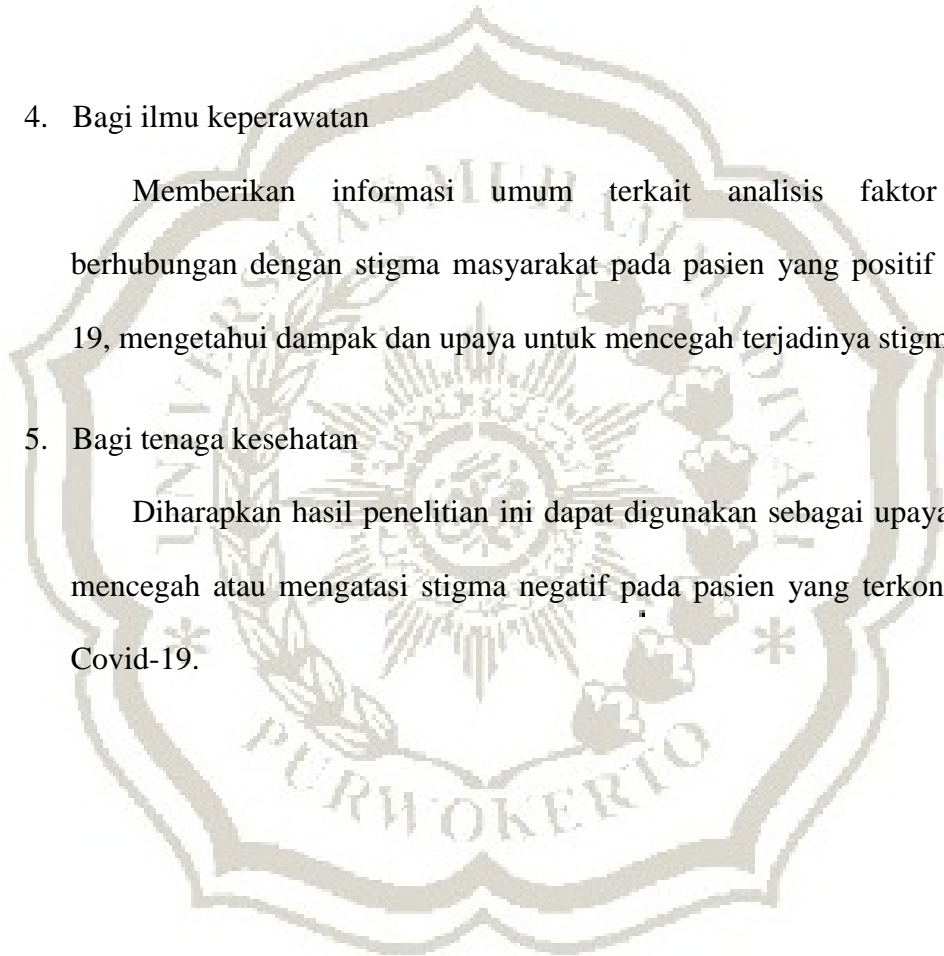 4. Bagi ilmu keperawatan
Memberikan informasi umum terkait analisis faktor
berhubungan dengan stigma masyarakat pada pasien yang positif
19, mengetahui dampak dan upaya untuk mencegah terjadinya stigm
5. Bagi tenaga kesehatan
Diharapkan hasil penelitian ini dapat digunakan sebagai upaya
mencegah atau mengatasi stigma negatif pada pasien yang terkon
Covid-19.
UNIVERSITAS MUHAMMADIYAH
PURWOKERTO